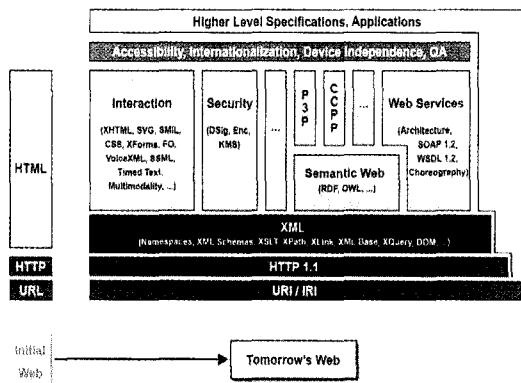 Higher Level Specifications, Applications
Accessibility, Internationalization, Device Independence, QA
HTML
Interaction
(XHTML, SVG, SMIL,
CSS, XForms, FO,
VoiceXML, SSML,
Timed Text,
Multimodality, ...)
Security
(DSig, Enc,
KMS)
...
P3P
CCPP
...
Web Services
(Architecture,
SOAP 1.2,
WSDL 1.2,
Choreography)
Semantic Web
(RDF, OWL, ...)
XML
(Namespaces, XML Schemas, XSLT, XPath, XLink, XML Base, XQuery, DOM, ...)
HTTP
HTTP 1.1
URL
URI / IRI
Initial
Web
Tomorrow's Web